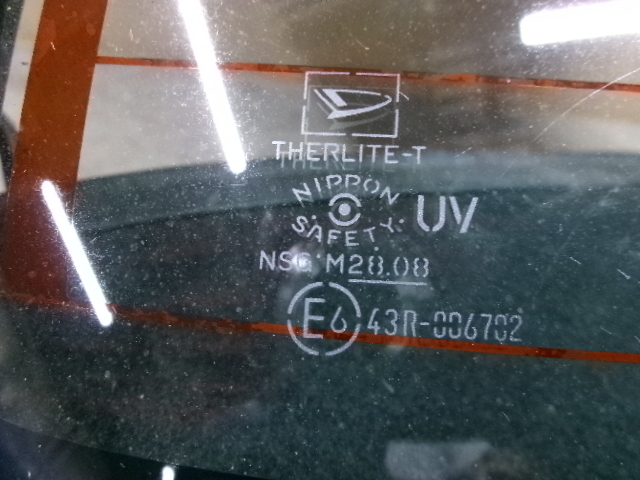 THERLITE-T
NIPPON
SAFETY
UV
NSG M28.08
E6 43R-006702